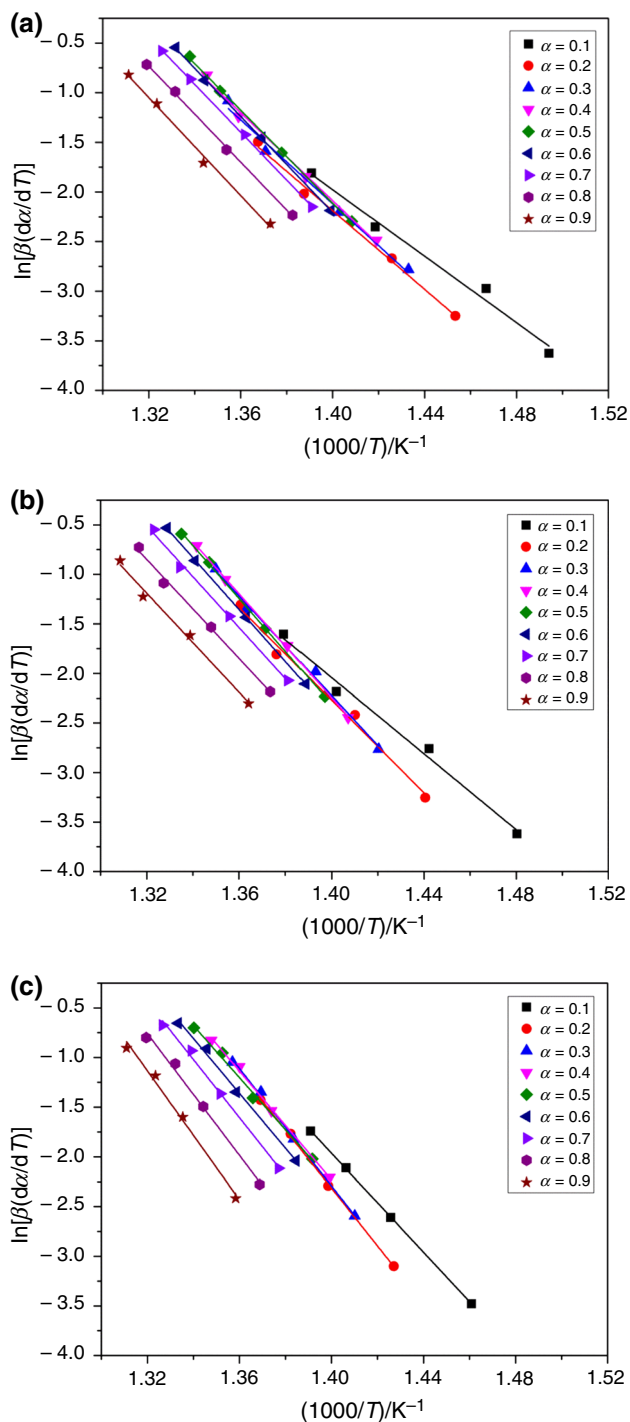 (a)
– 0.5
– 1.0
– 1.5
– 2.0
– 2.5
– 3.0
– 3.5
– 4.0
ln[β(dα/dT)]
α = 0.1
α = 0.2
α = 0.3
α = 0.4
α = 0.5
α = 0.6
α = 0.7
α = 0.8
α = 0.9
1.32 1.36 1.40 1.44 1.48 1.52
(1000/T)/K⁻¹
(b)
– 0.5
– 1.0
– 1.5
– 2.0
– 2.5
– 3.0
– 3.5
– 4.0
ln[β(dα/dT)]
α = 0.1
α = 0.2
α = 0.3
α = 0.4
α = 0.5
α = 0.6
α = 0.7
α = 0.8
α = 0.9
1.32 1.36 1.40 1.44 1.48 1.52
(1000/T)/K⁻¹
(c)
– 0.5
– 1.0
– 1.5
– 2.0
– 2.5
– 3.0
– 3.5
– 4.0
ln[β(dα/dT)]
α = 0.1
α = 0.2
α = 0.3
α = 0.4
α = 0.5
α = 0.6
α = 0.7
α = 0.8
α = 0.9
1.32 1.36 1.40 1.44 1.48 1.52
(1000/T)/K⁻¹